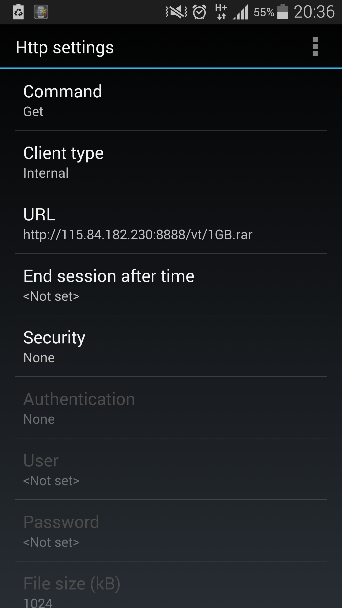 H+
55%
20:36
Http settings
Command
Get
Client type
Internal
URL
http://115.84.182.230:8888/vt/1GB.rar
End session after time
<Not set>
Security
None
Authentication
None
User
<Not set>
Password
<Not set>
File size (kB)
1024